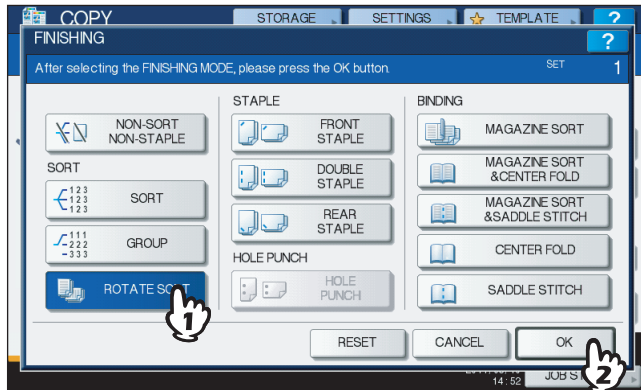 COPY
STORAGE
SETTINGS
TEMPLATE
?
FINISHING
?
After selecting the FINISHING MODE, please press the OK button.
SET 1
NON-SORT
NON-STAPLE
SORT
123
123
123
SORT
111
222
333
GROUP
ROTATE SORT
1
STAPLE
FRONT
STAPLE
DOUBLE
STAPLE
REAR
STAPLE
HOLE PUNCH
HOLE
PUNCH
BINDING
MAGAZINE SORT
MAGAZINE SORT
&CENTER FOLD
MAGAZINE SORT
&SADDLE STITCH
CENTER FOLD
SADDLE STITCH
RESET
CANCEL
OK
2
14:52
JOB